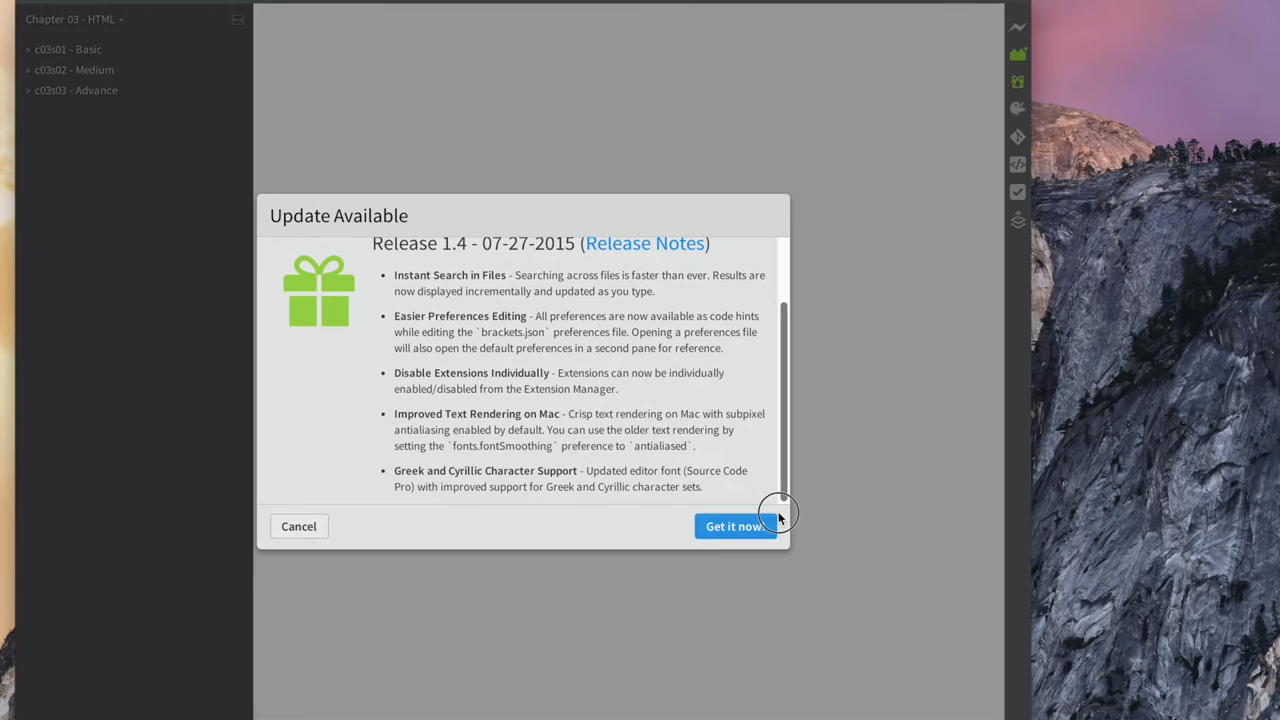 Chapter 03 - HTML
c03s01 - Basic
c03s02 - Medium
c03s03 - Advance
Update Available
Release 1.4 - 07-27-2015 (Release Notes)
• Instant Search in Files - Searching across files is faster than ever. Results are
now displayed incrementally and updated as you type.
• Easier Preferences Editing - All preferences are now available as code hints
while editing the `brackets.json` preferences file. Opening a preferences file
will also open the default preferences in a second pane for reference.
• Disable Extensions Individually - Extensions can now be individually
enabled/disabled from the Extension Manager.
• Improved Text Rendering on Mac - Crisp text rendering on Mac with subpixel
antialiasing enabled by default. You can use the older text rendering by
setting the `fonts.fontSmoothing` preference to `antialiased`.
• Greek and Cyrillic Character Support - Updated editor font (Source Code
Pro) with improved support for Greek and Cyrillic character sets.
Cancel
Get it now!